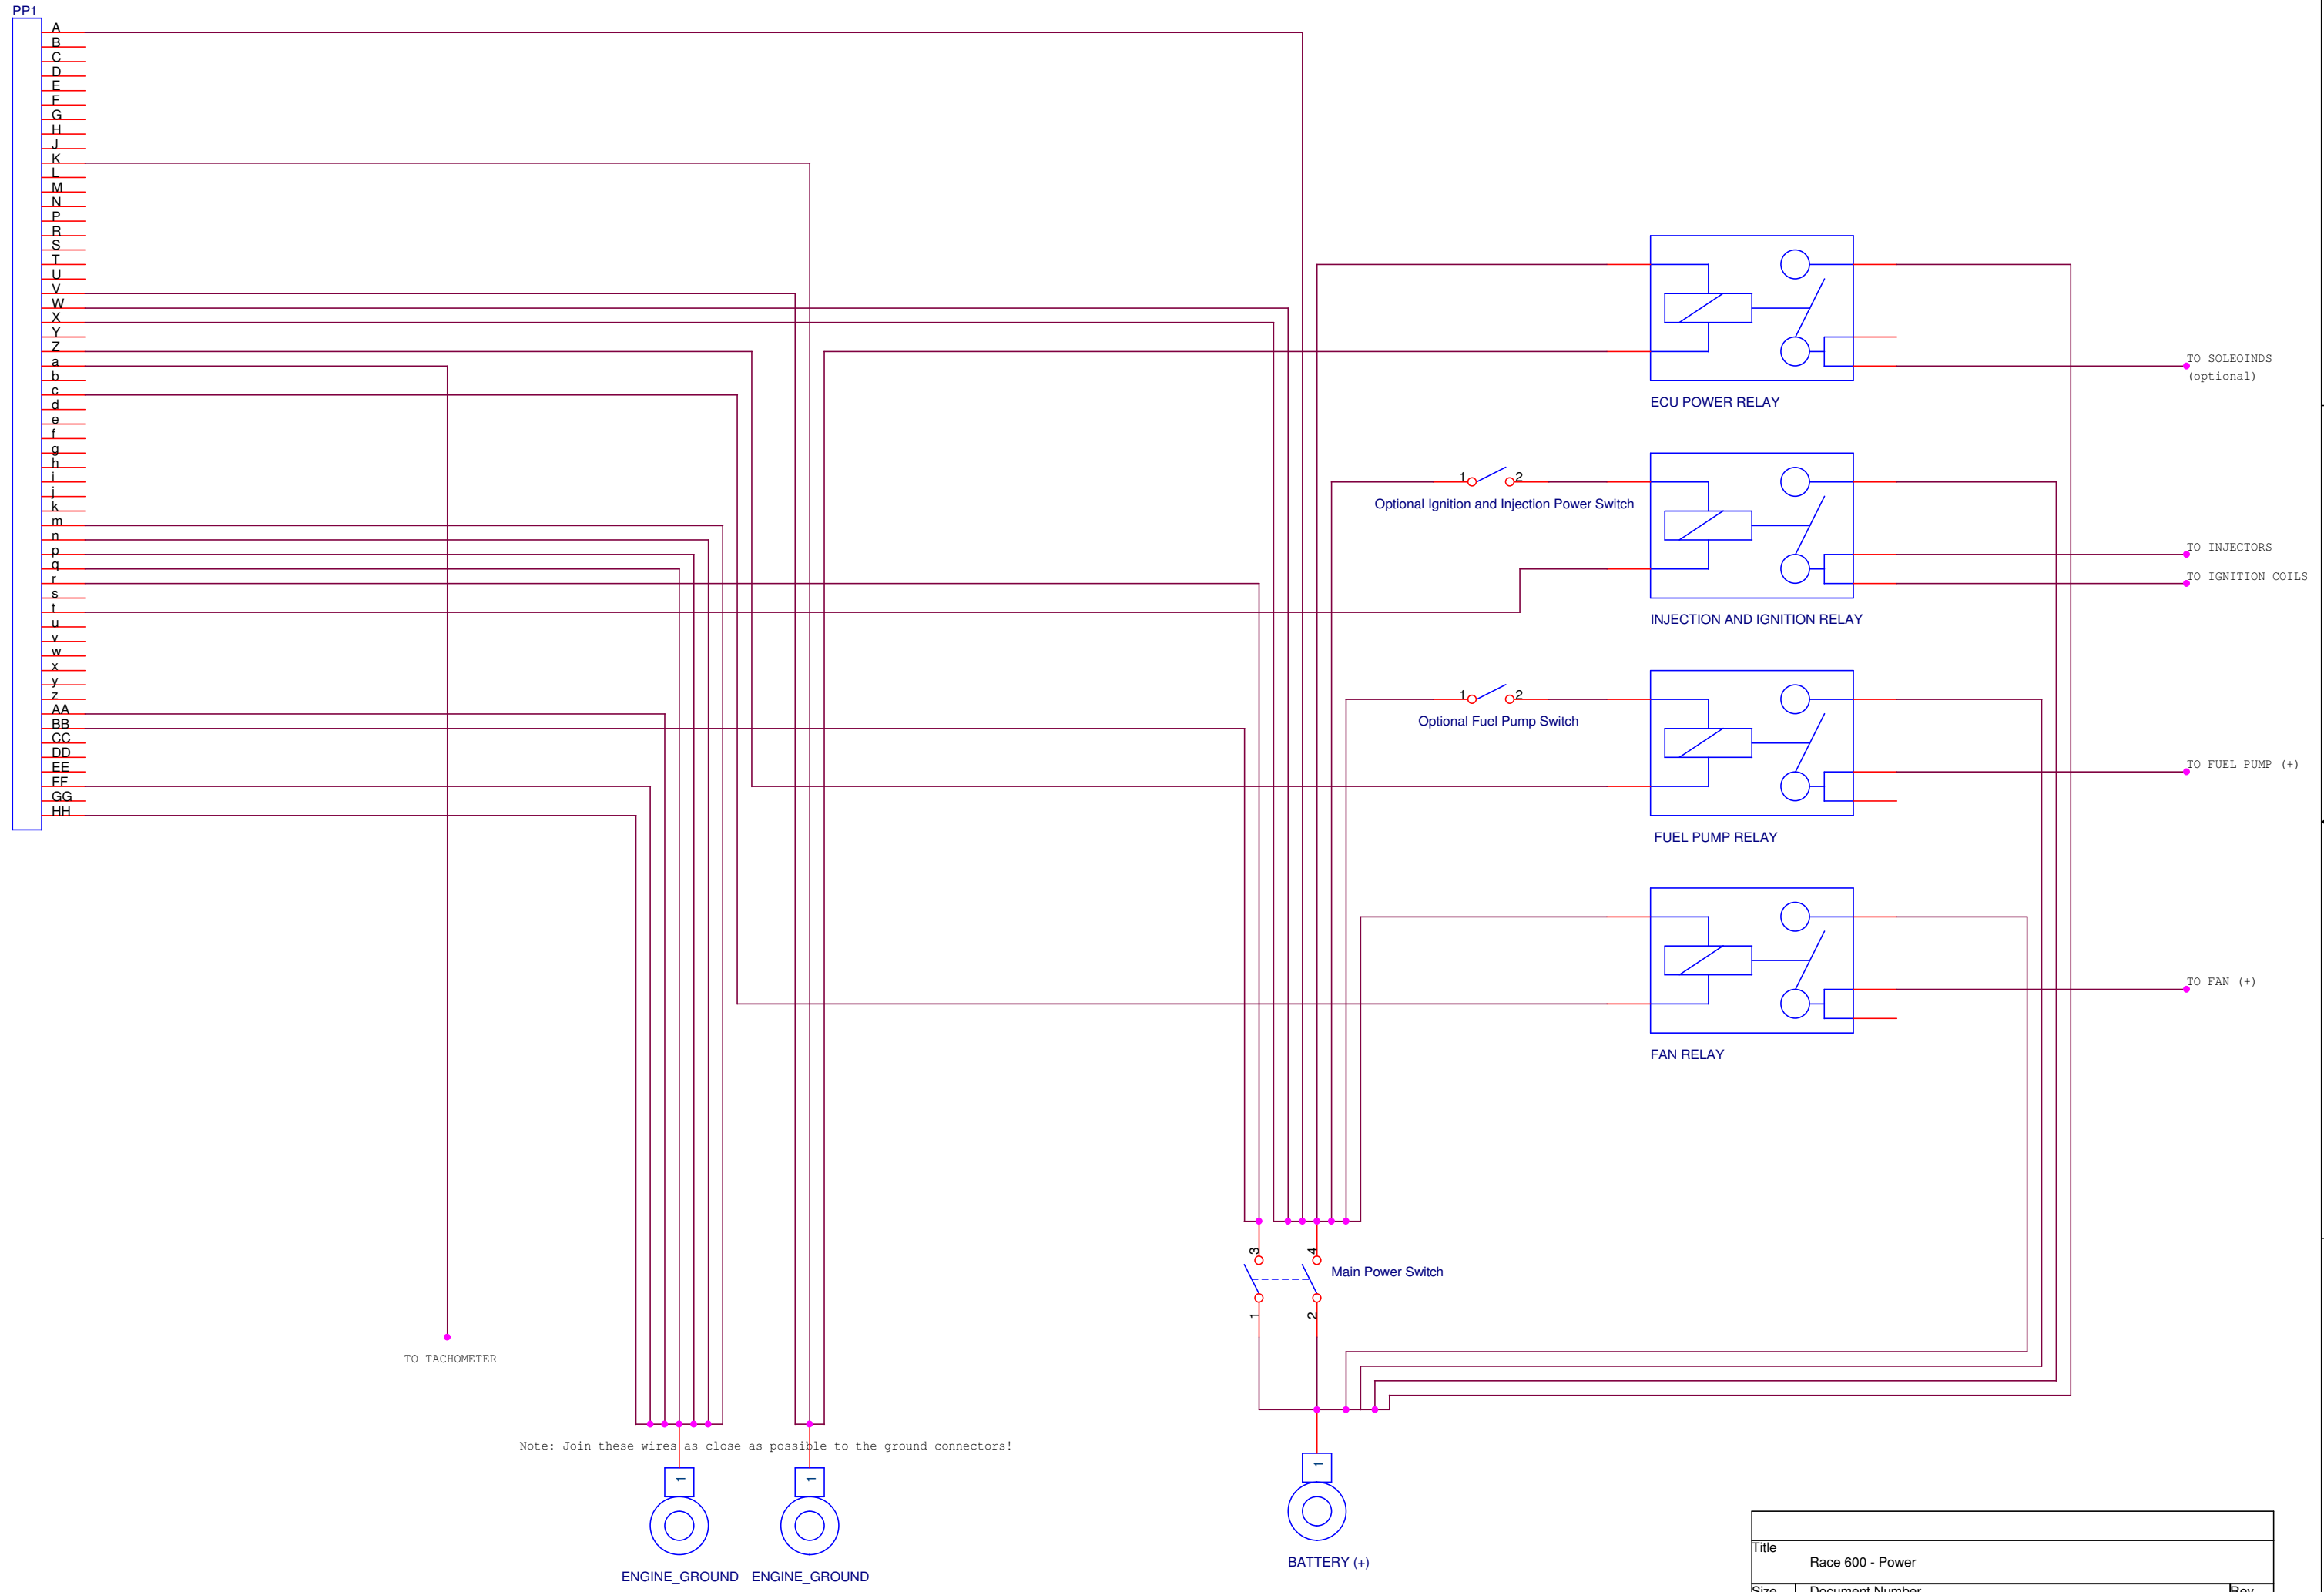 PP1
A
B
C
D
E
F
G
H
J
K
L
M
N
P
R
S
T
U
V
W
X
Y
Z
a
b
c
d
e
f
g
h
i
j
k
m
n
p
q
r
s
t
u
v
w
x
y
z
AA
BB
CC
DD
EE
FF
GG
HH
TO SOLEOINDS
(optional)
ECU POWER RELAY
1 2
Optional Ignition and Injection Power Switch
TO INJECTORS
TO IGNITION COILS
INJECTION AND IGNITION RELAY
1 2
Optional Fuel Pump Switch
TO FUEL PUMP (+)
FUEL PUMP RELAY
TO FAN (+)
FAN RELAY
3 4
Main Power Switch
1 2
TO TACHOMETER
Note: Join these wires as close as possible to the ground connectors!
1 1 1
BATTERY (+)
ENGINE_GROUND ENGINE_GROUND
Title
Race 600 - Power
Size Document Number Rev